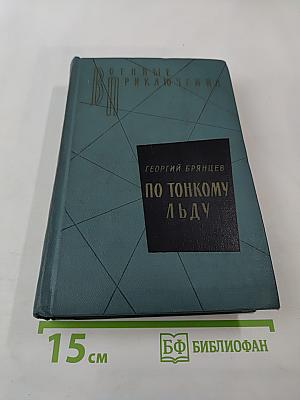 ВОЕННЫЕ
ПРИКЛЮЧЕНИЯ
ГЕОРГИЙ БРЯНЦЕВ
ПО ТОНКОМУ
ЛЬДУ
15 см
БФ БИБЛИОФАН